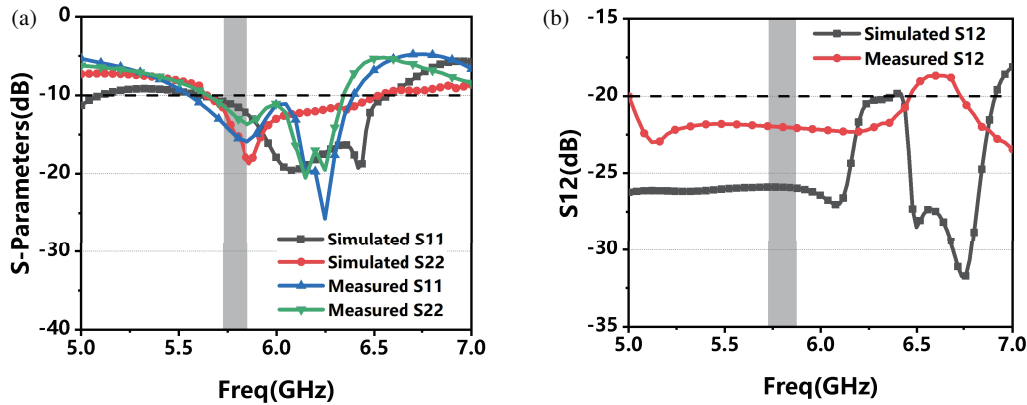 (a)
S-Parameters(dB)
0
-10
-20
-30
-40
5.0
5.5
6.0
6.5
7.0
Freq(GHz)
Simulated S11
Simulated S22
Measured S11
Measured S22
(b)
S12(dB)
-15
-20
-25
-30
-35
5.0
5.5
6.0
6.5
7.0
Freq(GHz)
Simulated S12
Measured S12